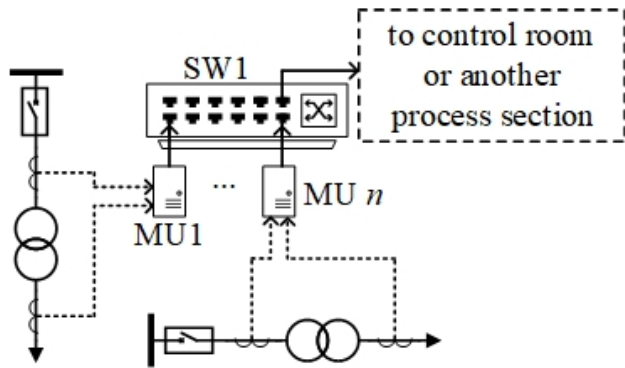 SW1
to control room
or another
process section
MU1
...
MU n